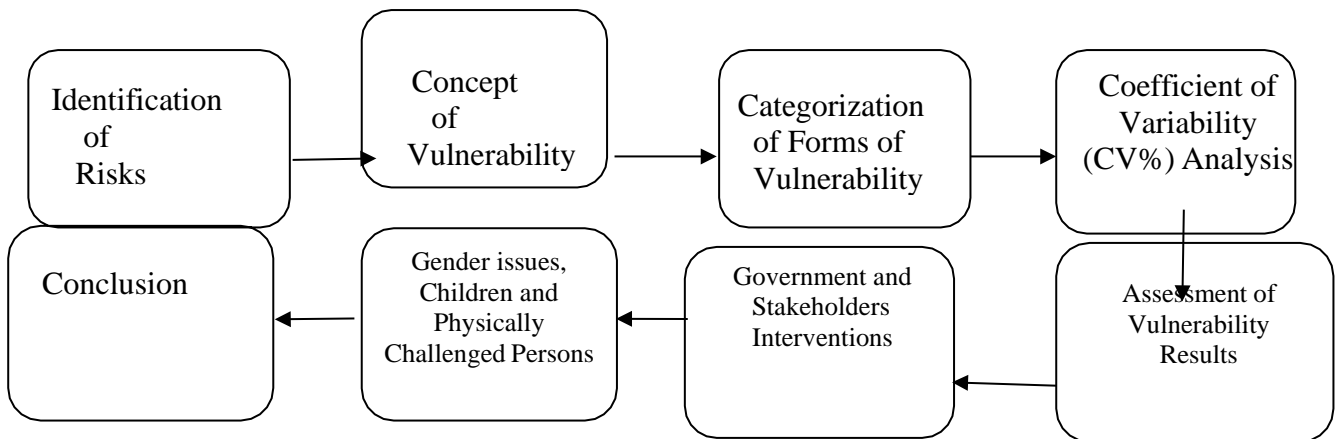 Identification
of
Risks
Concept
of
Vulnerability
Categorization
of Forms of
Vulnerability
Coefficient of
Variability
(CV%) Analysis
Assessment of
Vulnerability
Results
Government and
Stakeholders
Interventions
Gender issues,
Children and
Physically
Challenged Persons
Conclusion